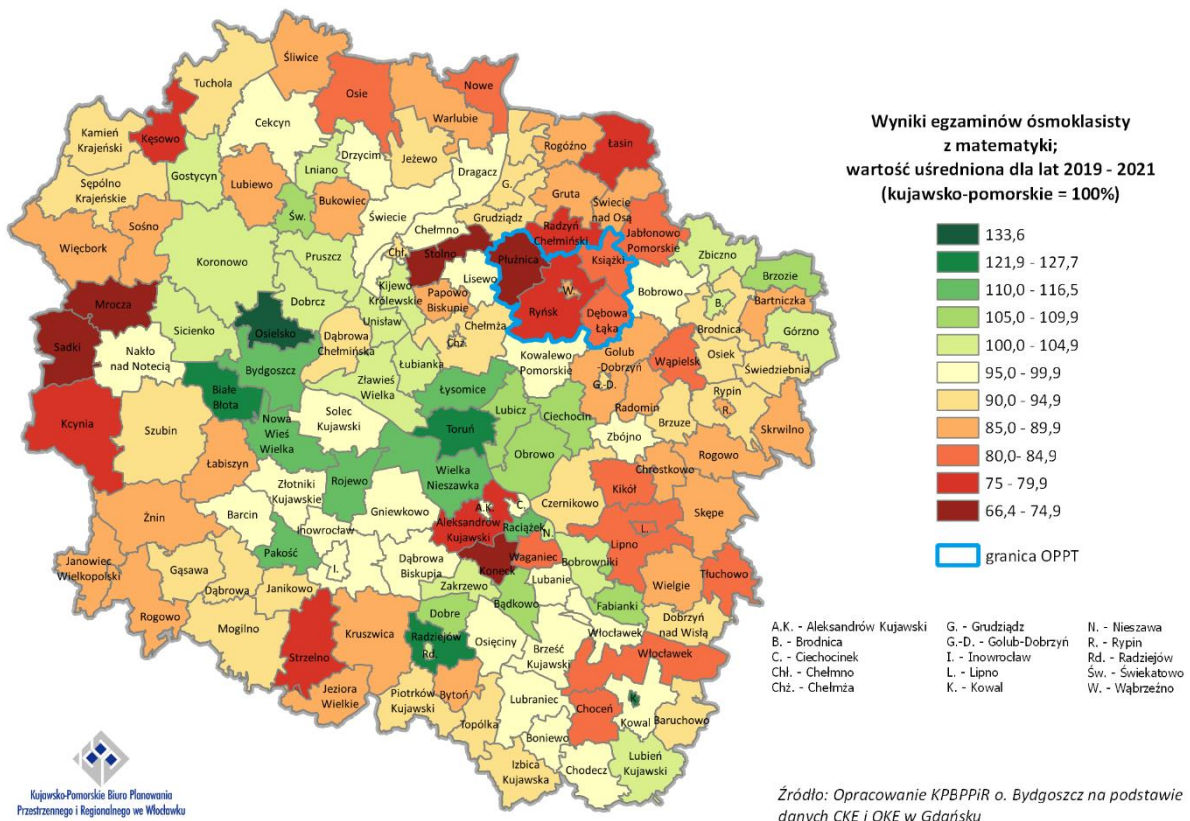 Śliwice
Nowe
Tuchola
Osie
Warlubie
Kęsowo
Cekcyn
Łasin
Kamień
Krajeński
Rogóźno
Drzycim
Jeżewo
Gostycyn
Lniano
Dragacz
Sępólno
Krajeńskie
Lubiewo
G.
Gruta
Świecie
nad Osą
Bukowiec
Św.
Świecie
Grudziądz
Sośno
Chełmno
Radzyń
Chełmiński
Jabłonowo
Pomorskie
Więcbork
Koronowo
Pruszcz
Chł.
Stolno
Płużnica
Książki
Zbiczno
Brzozie
Lisewo
Kijewo
Królewskie
Papowo
Biskupie
W.
Bobrowo
B.
Bartniczka
Mrocza
Dobrcz
Unisław
Ryńsk
Dębowa
Łąka
Brodnica
Górzno
Sicienko
Osielsko
Dąbrowa
Chełmińska
Chełmża
Chż.
Sadki
Nakło
nad Notecią
Bydgoszcz
Łubianka
Kowalewo
Pomorskie
Golub
-Dobrzyń
G.-D.
Wąpielsk
Osiek
Świedziebnia
Białe
Błota
Zławieś
Wielka
Łysomice
Rypin
R.
Kcynia
Szubin
Solec
Kujawski
Toruń
Lubicz
Ciechocin
Radomin
Brzuze
Skrwilno
Nowa
Wieś
Wielka
Obrowo
Zbójno
Rogowo
Łabiszyn
Rojewo
Wielka
Nieszawka
Chrostkowo
Złotniki
Kujawskie
Gniewkowo
Czernikowo
Kikół
Skępe
Żnin
Barcin
Inowrocław
A.K.
C.
Aleksandrów
Kujawski
Raciążek
N.
L.
Lipno
Pakość
I.
Dąbrowa
Biskupia
Koneck
Waganiec
Bobrowniki
Tłuchowo
Janowiec
Wielkopolski
Gąsawa
Dąbrowa
Janikowo
Zakrzewo
Lubanie
Wielgie
Rogowo
Mogilno
Strzelno
Kruszwica
Dobre
Bądkowo
Fabianki
Dobrzyń
nad Wisłą
Radziejów
Rd.
Osięciny
Włocławek
Brześć
Kujawski
Włocławek
Jeziora
Wielkie
Piotrków
Kujawski
Bytoń
Lubraniec
Choceń
K.
Kowal
Baruchowo
Topólka
Boniewo
Izbica
Kujawska
Chodecz
Lubień
Kujawski
Wyniki egzaminów ósmoklasisty
z matematyki;
wartość uśredniona dla lat 2019 - 2021
(kujawsko-pomorskie = 100%)
133,6
121,9 - 127,7
110,0 - 116,5
105,0 - 109,9
100,0 - 104,9
95,0 - 99,9
90,0 - 94,9
85,0 - 89,9
80,0- 84,9
75 - 79,9
66,4 - 74,9
granica OPPT
A.K. - Aleksandrów Kujawski
B. - Brodnica
C. - Ciechocinek
Chł. - Chełmno
Chż. - Chełmża
G. - Grudziądz
G.-D. - Golub-Dobrzyń
I. - Inowrocław
L. - Lipno
K. - Kowal
N. - Nieszawa
R. - Rypin
Rd. - Radziejów
Św. - Świekatowo
W. - Wąbrzeźno
Kujawsko-Pomorskie Biuro Planowania
Przestrzennego i Regionalnego we Włocławku
Źródło: Opracowanie KPBPPiR o. Bydgoszcz na podstawie
danych CKE i OKE w Gdańsku